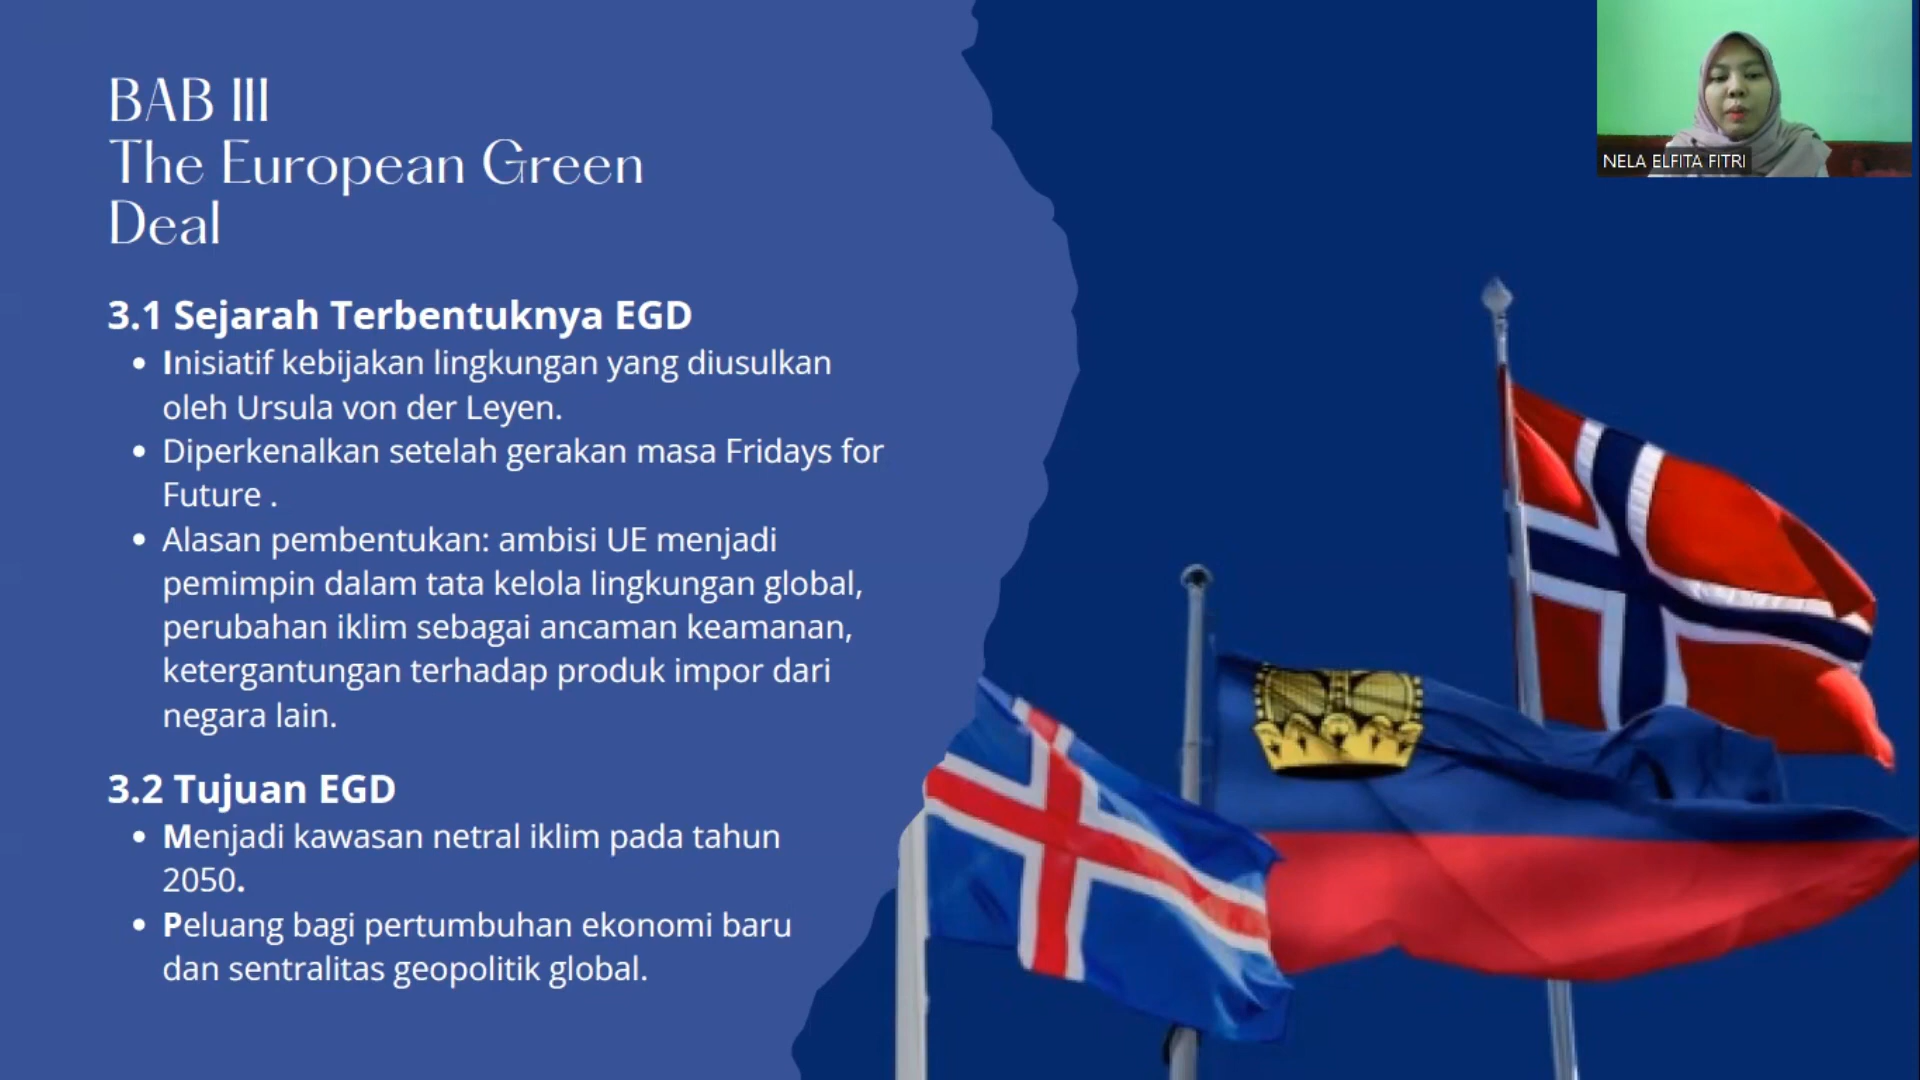 BAB III
The European Green
Deal
3.1 Sejarah Terbentuknya EGD
• Inisiatif kebijakan lingkungan yang diusulkan
oleh Ursula von der Leyen.
• Diperkenalkan setelah gerakan masa Fridays for
Future .
• Alasan pembentukan: ambisi UE menjadi
pemimpin dalam tata kelola lingkungan global,
perubahan iklim sebagai ancaman keamanan,
ketergantungan terhadap produk impor dari
negara lain.
3.2 Tujuan EGD
• Menjadi kawasan netral iklim pada tahun
2050.
• Peluang bagi pertumbuhan ekonomi baru
dan sentralitas geopolitik global.
NELA ELFITA FITRI